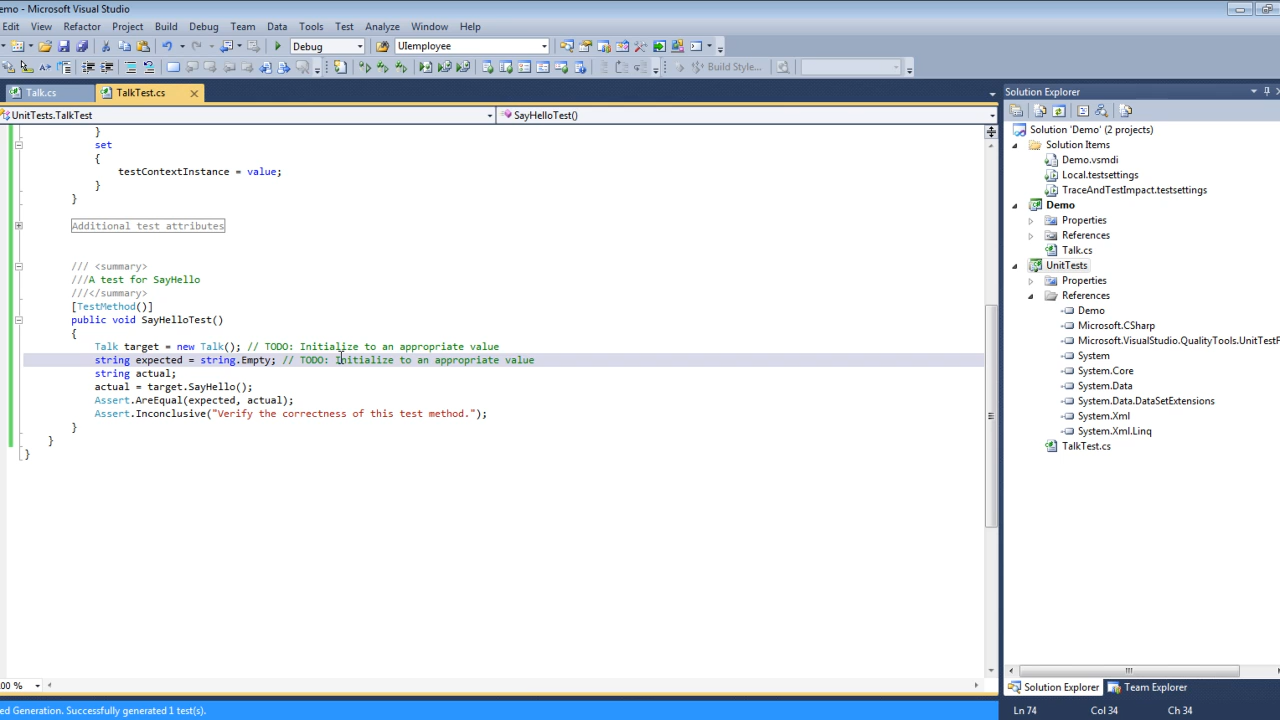 emo - Microsoft Visual Studio
Edit View Refactor Project Build Debug Team Data Tools Test Analyze Window Help
Debug UIemployee
Build Style...
Talk.cs TalkTest.cs
UnitTests.TalkTest SayHelloTest()
}
set
{
testContextInstance = value;
}
}
Additional test attributes
/// <summary>
///A test for SayHello
///</summary>
[TestMethod()]
public void SayHelloTest()
{
Talk target = new Talk(); // TODO: Initialize to an appropriate value
string expected = string.Empty; // TODO: Initialize to an appropriate value
string actual;
actual = target.SayHello();
Assert.AreEqual(expected, actual);
Assert.Inconclusive("Verify the correctness of this test method.");
}
}
}
00 %
Solution Explorer
Solution 'Demo' (2 projects)
Solution Items
Demo.vsmdi
Local.testsettings
TraceAndTestImpact.testsettings
Demo
Properties
References
Talk.cs
UnitTests
Properties
References
Demo
Microsoft.CSharp
Microsoft.VisualStudio.QualityTools.UnitTestF
System
System.Core
System.Data
System.Data.DataSetExtensions
System.Xml
System.Xml.Linq
TalkTest.cs
Solution Explorer Team Explorer
ed Generation. Successfully generated 1 test(s).
Ln 74 Col 34 Ch 34